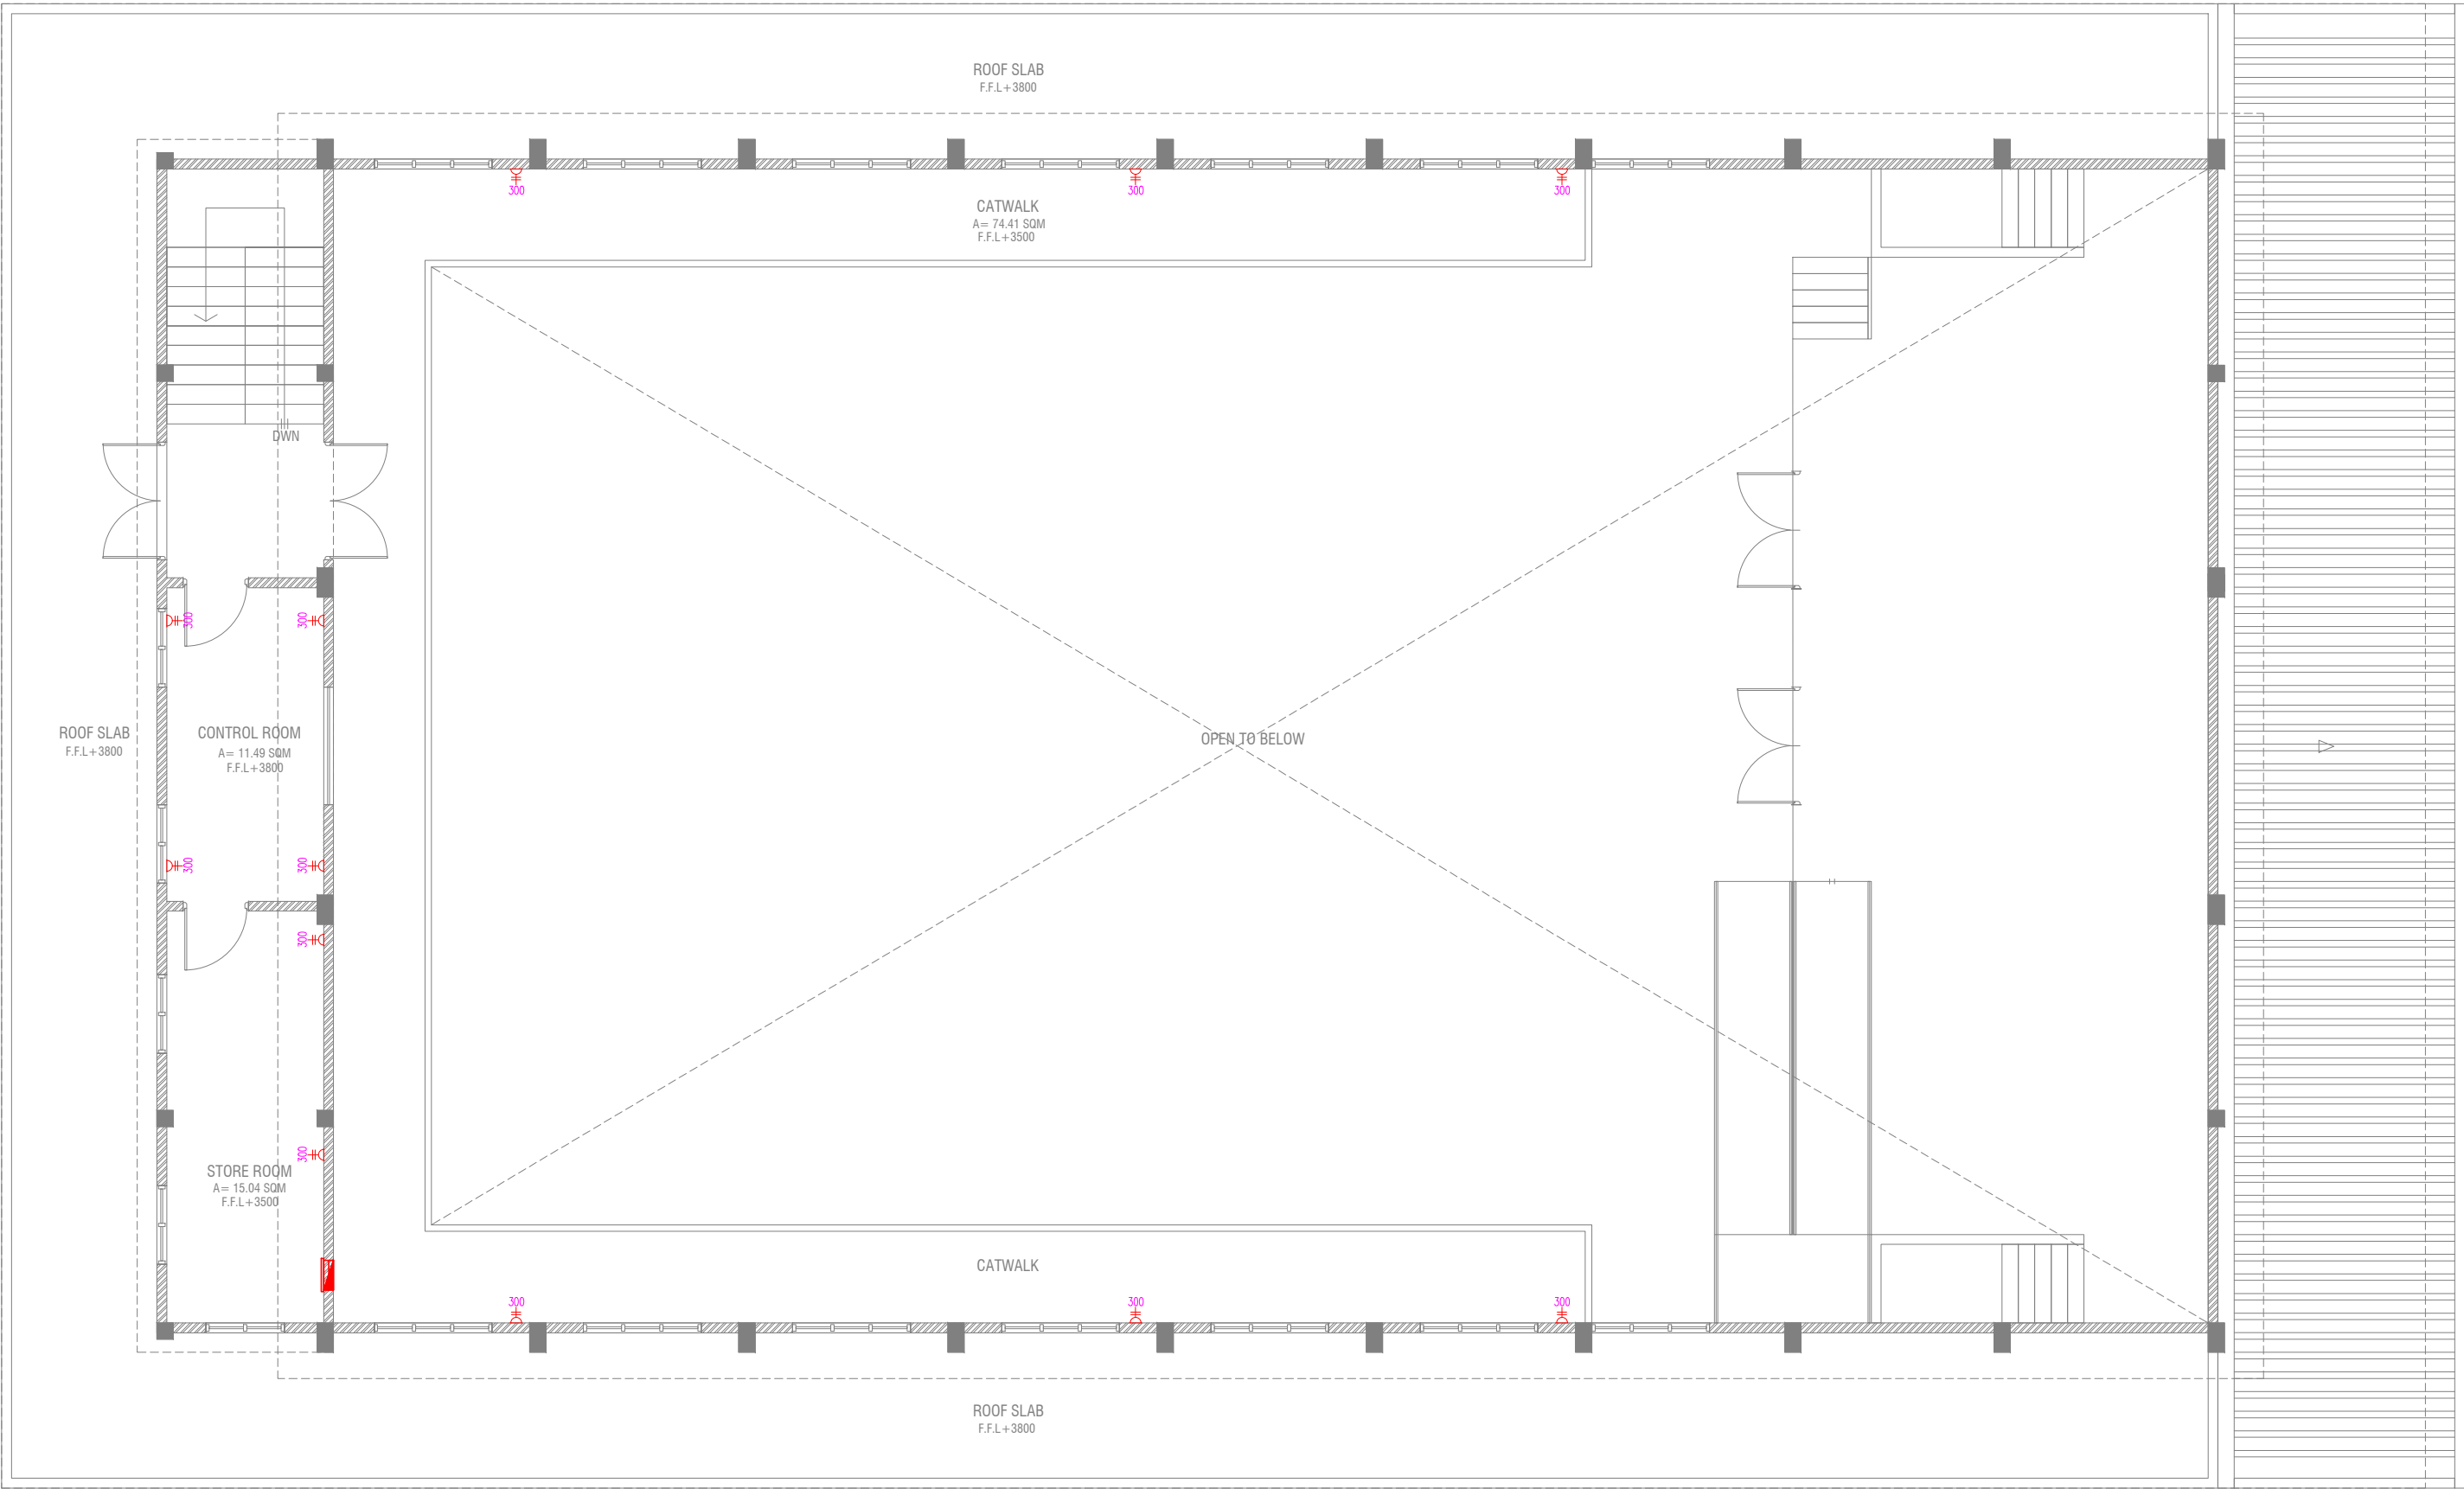 ROOF SLAB
F.F.L+3800
300
300
300
CATWALK
A= 74.41 SQM
F.F.L+3500
DWN
300
300
ROOF SLAB
F.F.L+3800
CONTROL ROOM
A= 11.49 SQM
F.F.L+3800
OPEN TO BELOW
300
300
300
300
STORE ROOM
A= 15.04 SQM
F.F.L+3500
CATWALK
300
300
300
ROOF SLAB
F.F.L+3800